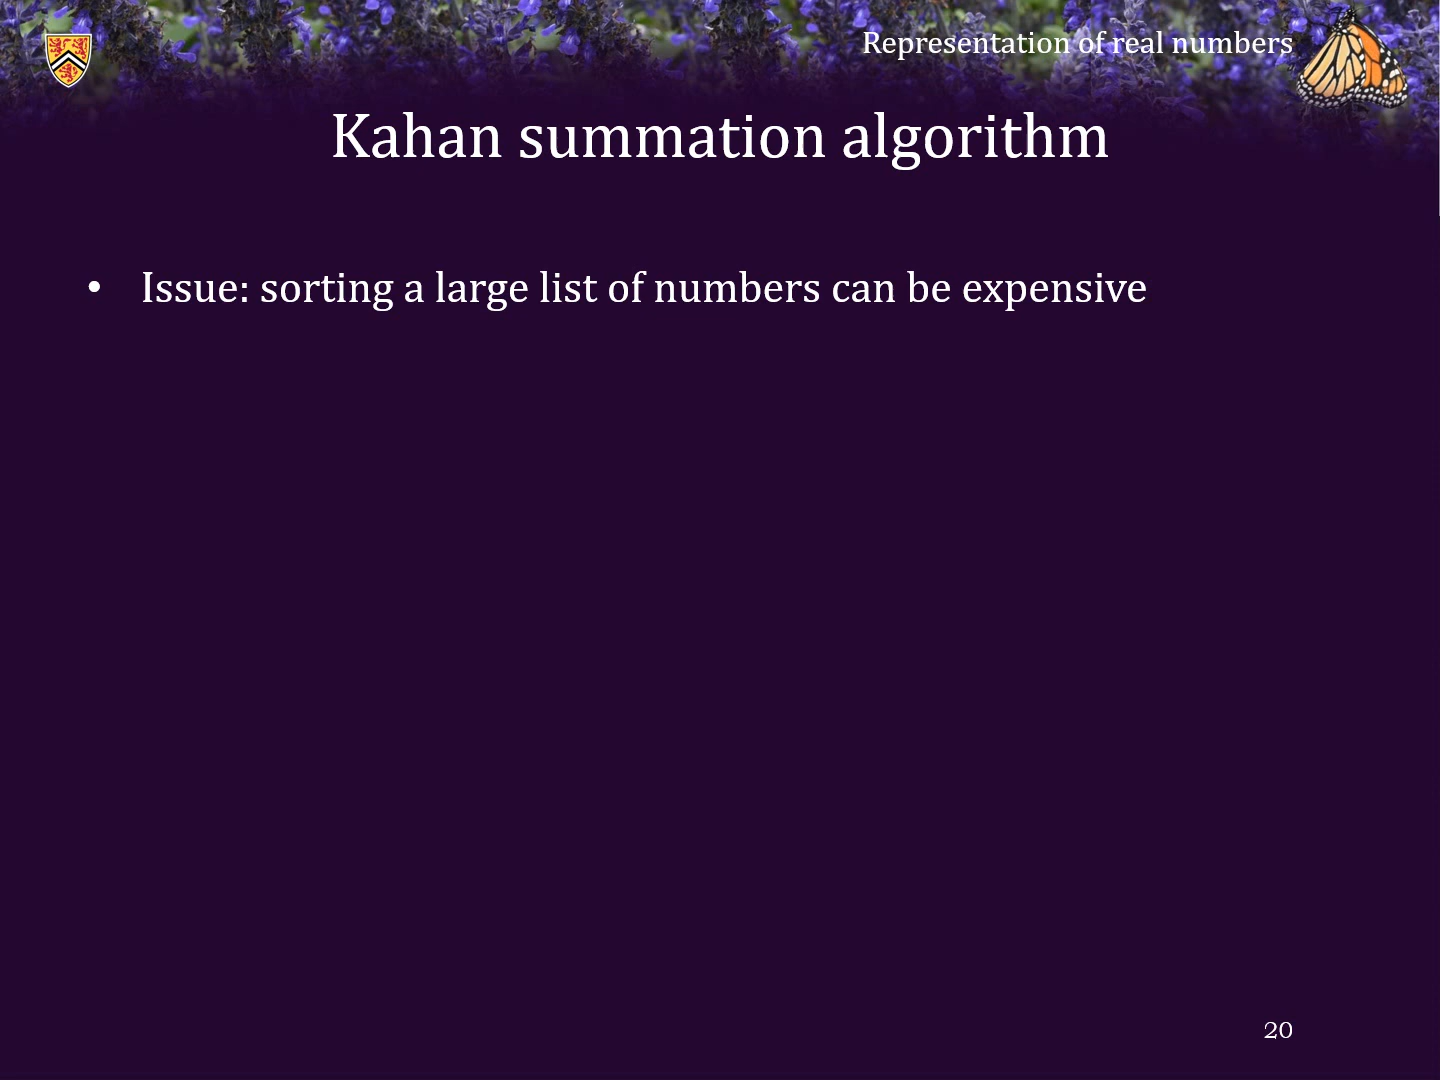 Representation of real numbers
Kahan summation algorithm
• Issue: sorting a large list of numbers can be expensive
20